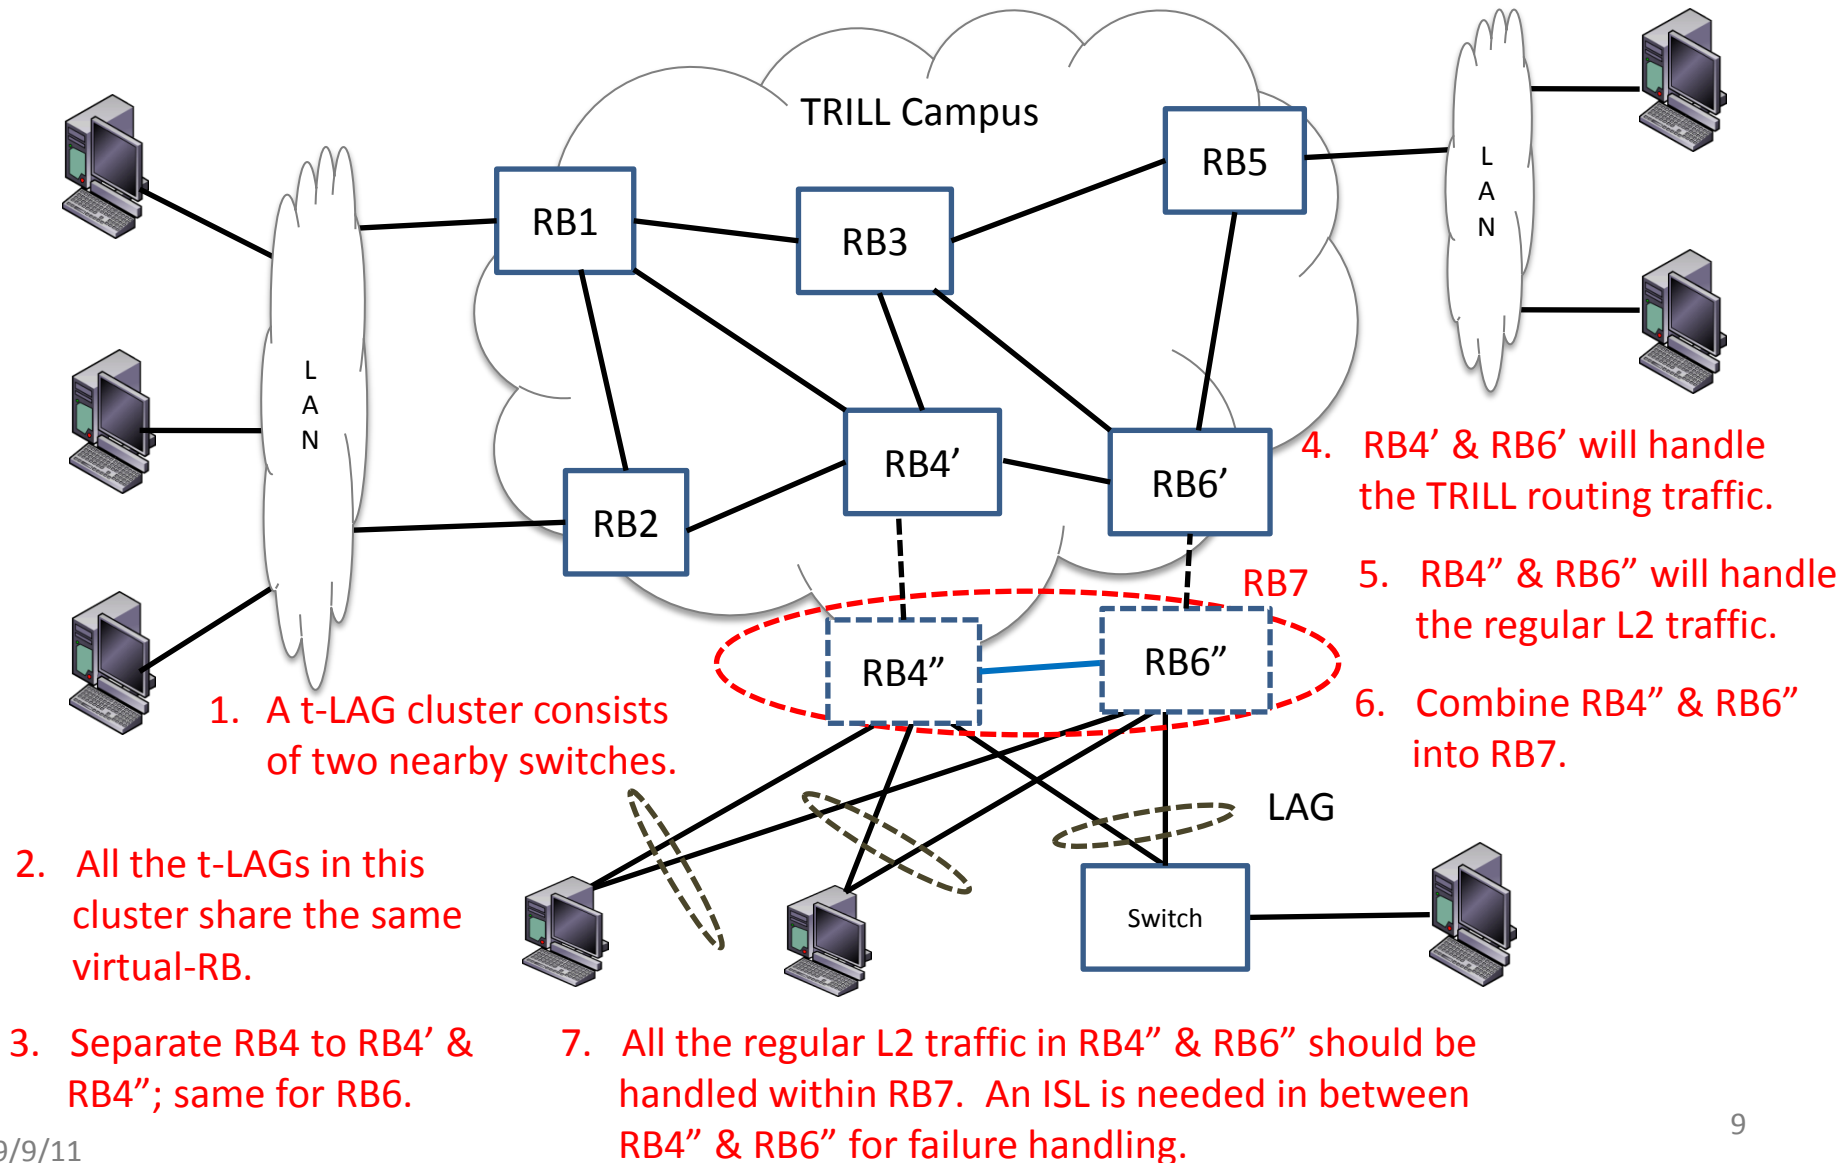 TRILL Campus
RB5
L
A
N
RB1
RB3
L
A
N
RB4’
RB6’
RB2
4. RB4’ & RB6’ will handle
the TRILL routing traffic.
RB7
5. RB4” & RB6” will handle
the regular L2 traffic.
RB4”
RB6”
1. A t-LAG cluster consists
of two nearby switches.
6. Combine RB4” & RB6”
into RB7.
LAG
2. All the t-LAGs in this
cluster share the same
virtual-RB.
Switch
3. Separate RB4 to RB4’ &
RB4”; same for RB6.
7. All the regular L2 traffic in RB4” & RB6” should be
handled within RB7. An ISL is needed in between
RB4” & RB6” for failure handling.
9/9/11
9